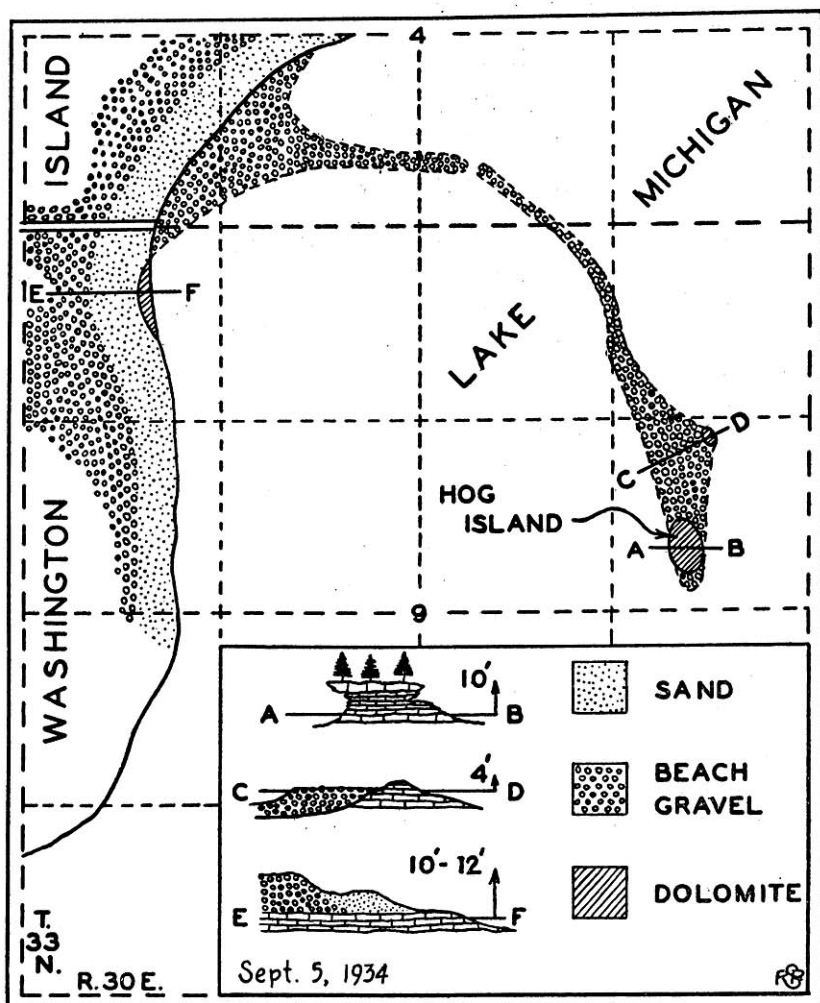 4
ISLAND
MICHIGAN
E
F
LAKE
D
C
HOG
ISLAND
A
B
WASHINGTON
9
10'
A
B
SAND
4'
C
D
BEACH
GRAVEL
10'-12'
E
F
DOLOMITE
T.
33
N.
R.30 E.
Sept. 5, 1934